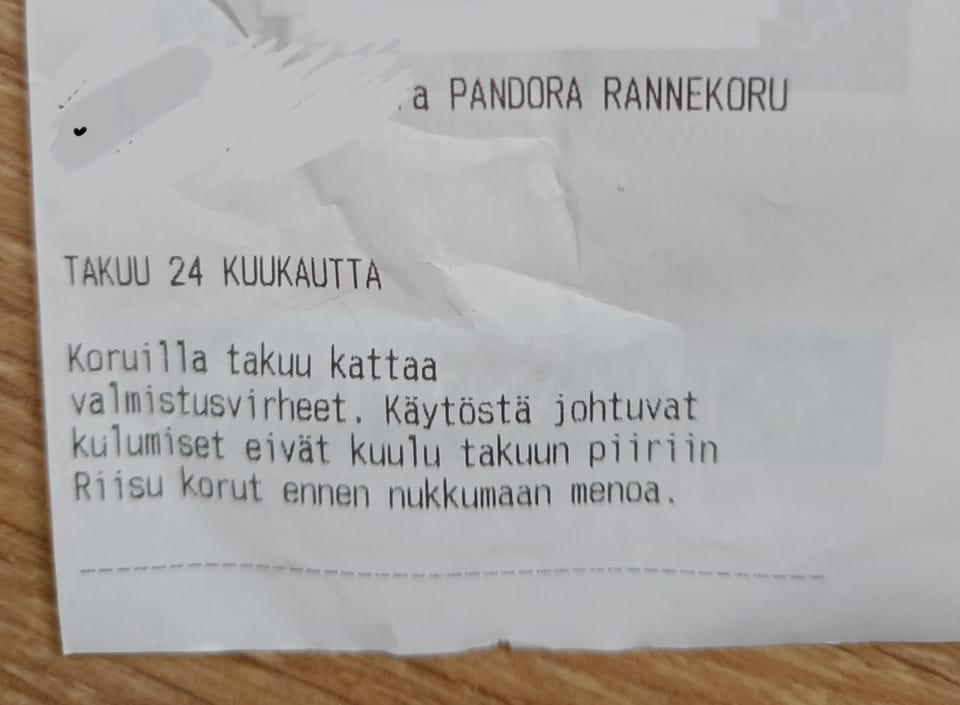 a PANDORA RANNEKORU
TAKUU 24 KUUKAUTTA
Koruilla takuu kattaa
valmistusvirheet. Käytöstä johtuvat
kulumiset eivät kuulu takuun piiriin
Riisu korut ennen nukkumaan menoa.